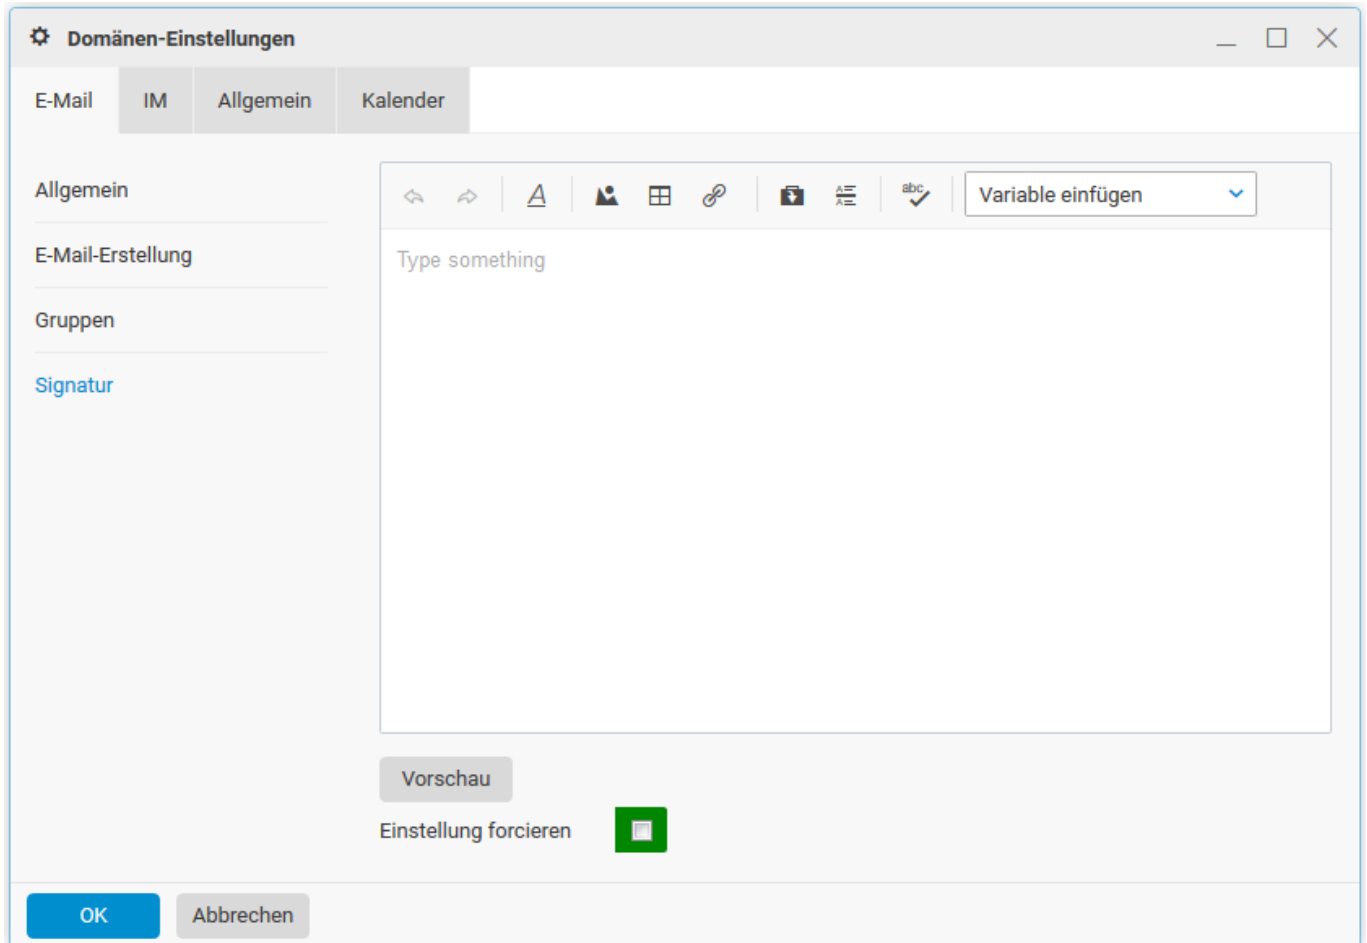 Domänen-Einstellungen
E-Mail IM Allgemein Kalender
Allgemein
E-Mail-Erstellung
Gruppen
Signatur
A abc Variable einfügen
Type something
Vorschau
Einstellung forcieren
OK Abbrechen